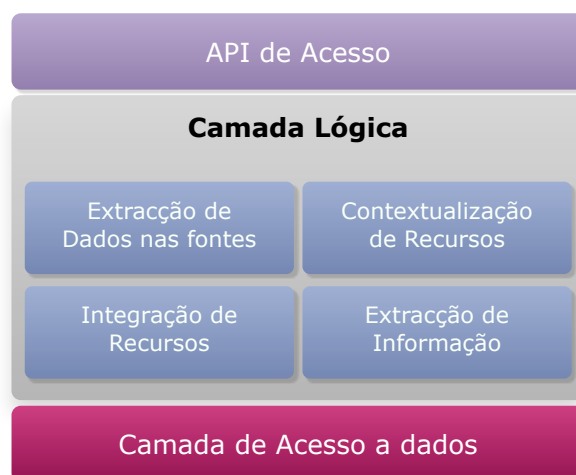 API de Acesso
Camada Lógica
Extracção de
Dados nas fontes
Contextualização
de Recursos
Integração de
Recursos
Extracção de
Informação
Camada de Acesso a dados